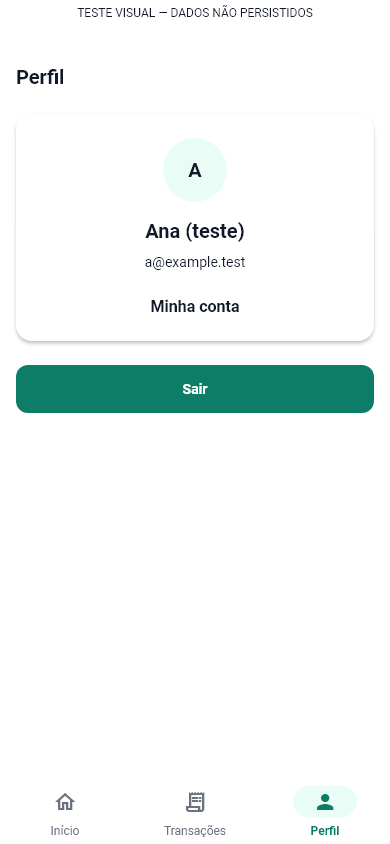 TESTE VISUAL — DADOS NÃO PERSISTIDOS
Perfil
A
Ana (teste)
a@example.test
Minha conta
Sair
Início
Transações
Perfil